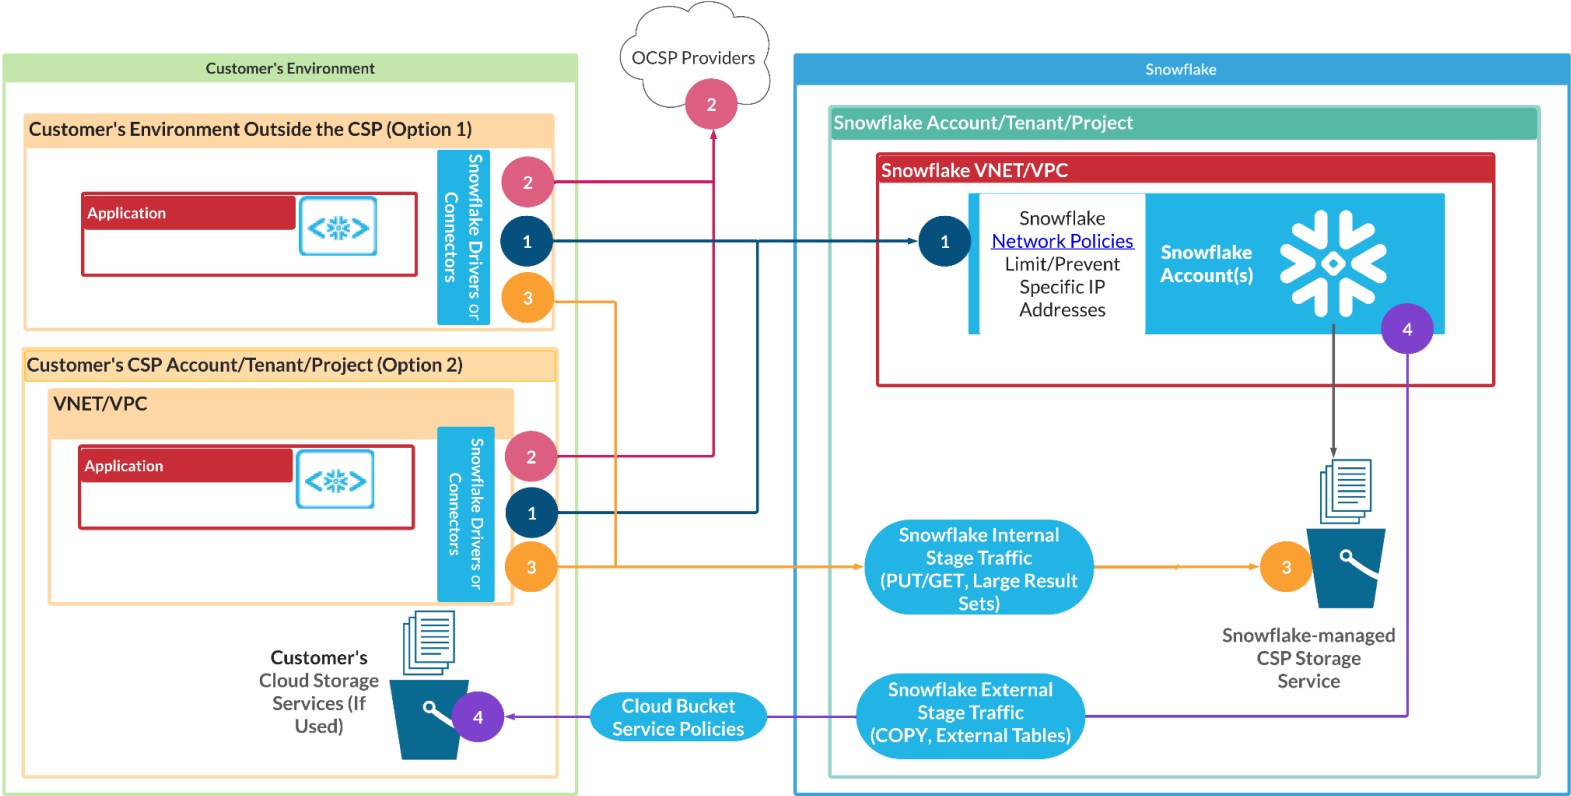 OCSP Providers
2
Customer's Environment
Customer's Environment Outside the CSP (Option 1)
Application
Snowflake Drivers or
Connectors
2
1
3
Customer's CSP Account/Tenant/Project (Option 2)
VNET/VPC
Application
Snowflake Drivers or
Connectors
2
1
3
Customer's
Cloud Storage
Services (If
Used)
4
Cloud Bucket
Service Policies
Snowflake
Snowflake Account/Tenant/Project
Snowflake VNET/VPC
1
Snowflake
Network Policies
Limit/Prevent
Specific IP
Addresses
Snowflake
Account(s)
4
Snowflake Internal
Stage Traffic
(PUT/GET, Large Result
Sets)
3
Snowflake-managed
CSP Storage
Service
Snowflake External
Stage Traffic
(COPY, External Tables)